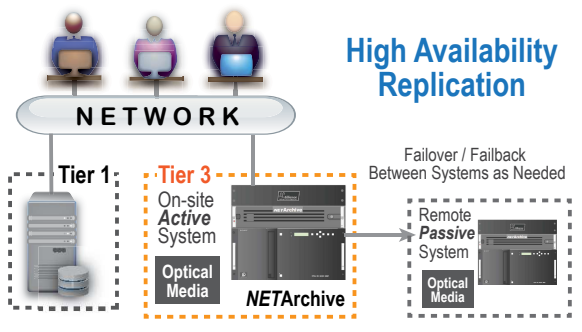 High Availability
Replication
NETWORK
Tier 1
Tier 3
On-site
Active
System
Optical
Media
NETArchive
NETArchive
Failover / Failback
Between Systems as Needed
Remote
Passive
System
Optical
Media